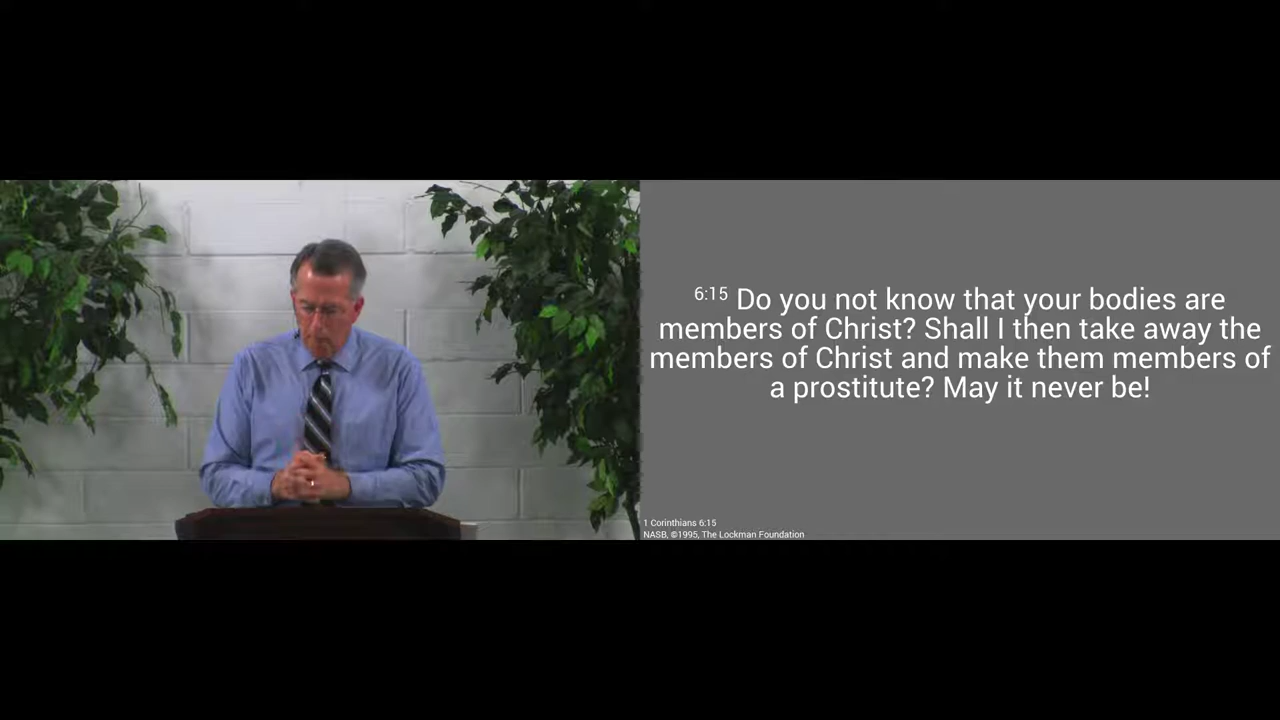 6:15 Do you not know that your bodies are
members of Christ? Shall I then take away the
members of Christ and make them members of
a prostitute? May it never be!
1 Corinthians 6:15
NASB, ©1995, The Lockman Foundation